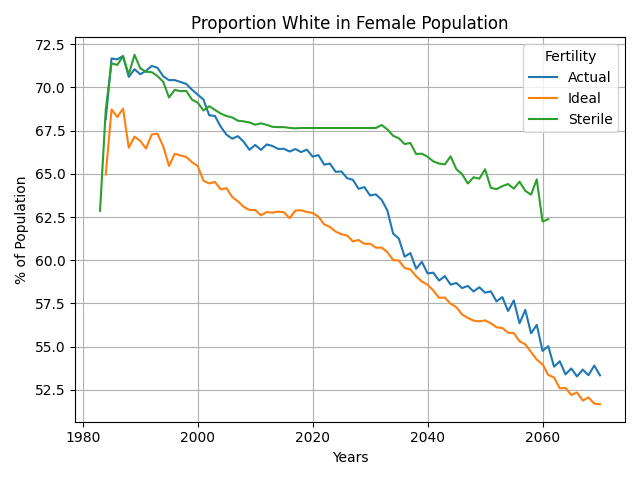 Proportion White in Female Population
% of Population
72.5
70.0
67.5
65.0
62.5
60.0
57.5
55.0
52.5
Fertility
Actual
Ideal
Sterile
1980
2000
2020
2040
2060
Years